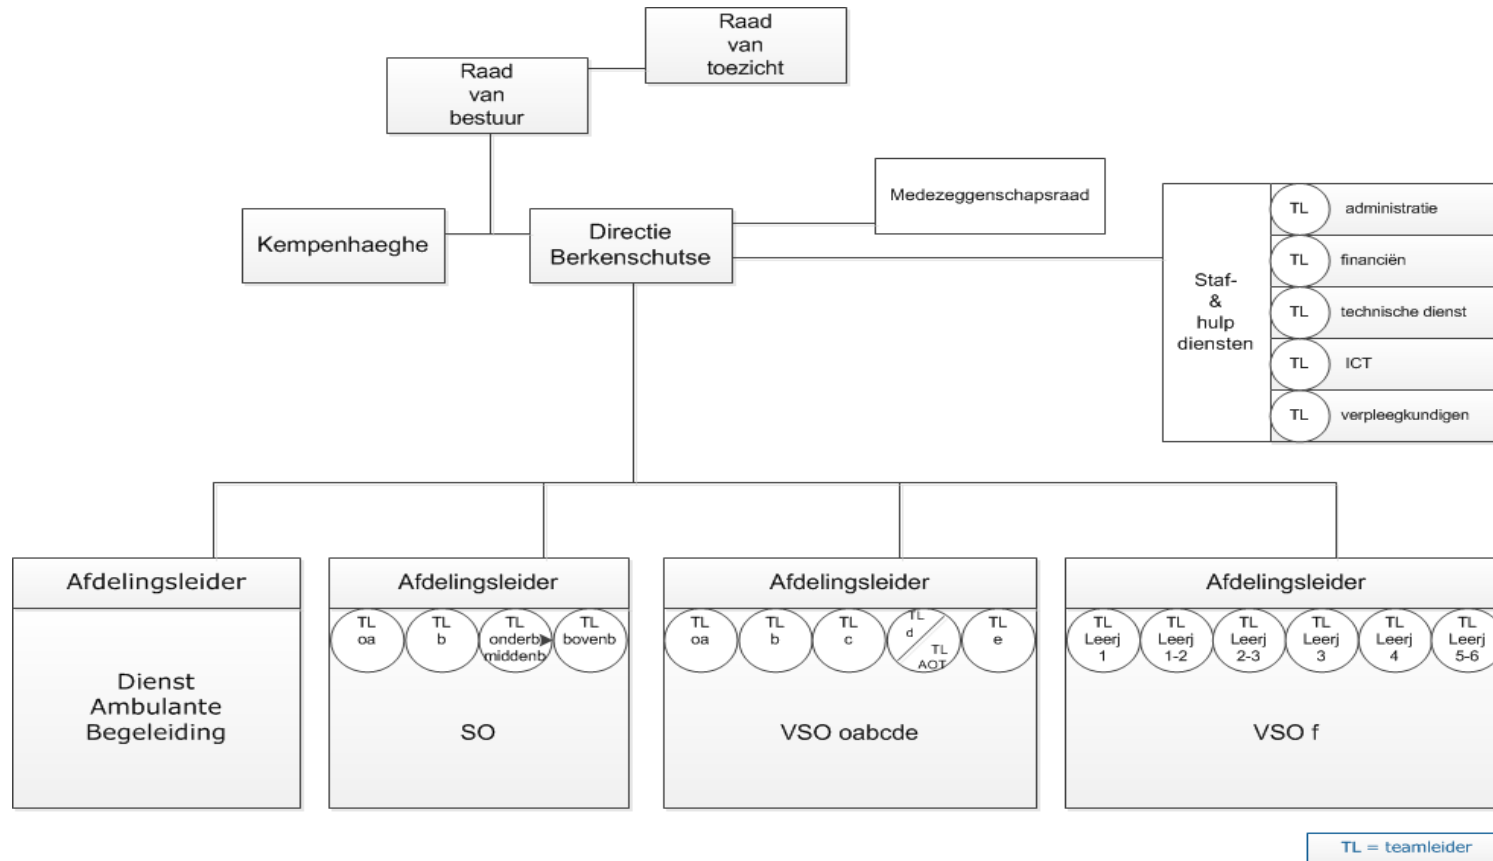 Raad
van
toezicht
Raad
van
bestuur
Medezeggenschapsraad
Kempenhaeghe
Directie
Berkenschutse
Staf-
&
hulp
diensten
TL administratie
TL financiën
TL technische dienst
TL ICT
TL verpleegkundigen
Afdelingsleider
Dienst
Ambulante
Begeleiding
Afdelingsleider
TL
oa
TL
b
TL
onderb
middenb
TL
bovenb
SO
Afdelingsleider
TL
oa
TL
b
TL
c
TL
d
TL
AOT
TL
e
VSO oabcde
Afdelingsleider
TL
Leerj
1
TL
Leerj
1-2
TL
Leerj
2-3
TL
Leerj
3
TL
Leerj
4
TL
Leerj
5-6
VSO f
TL = teamleider